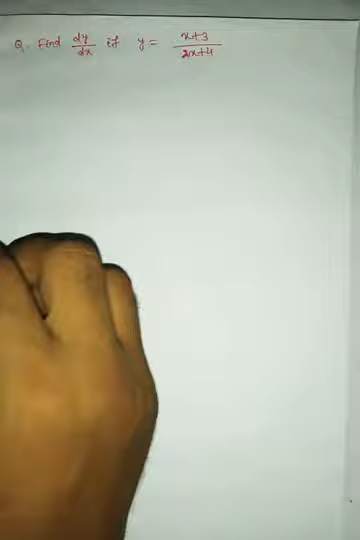 Q. Find dy/dx if y = x+3/2x+4